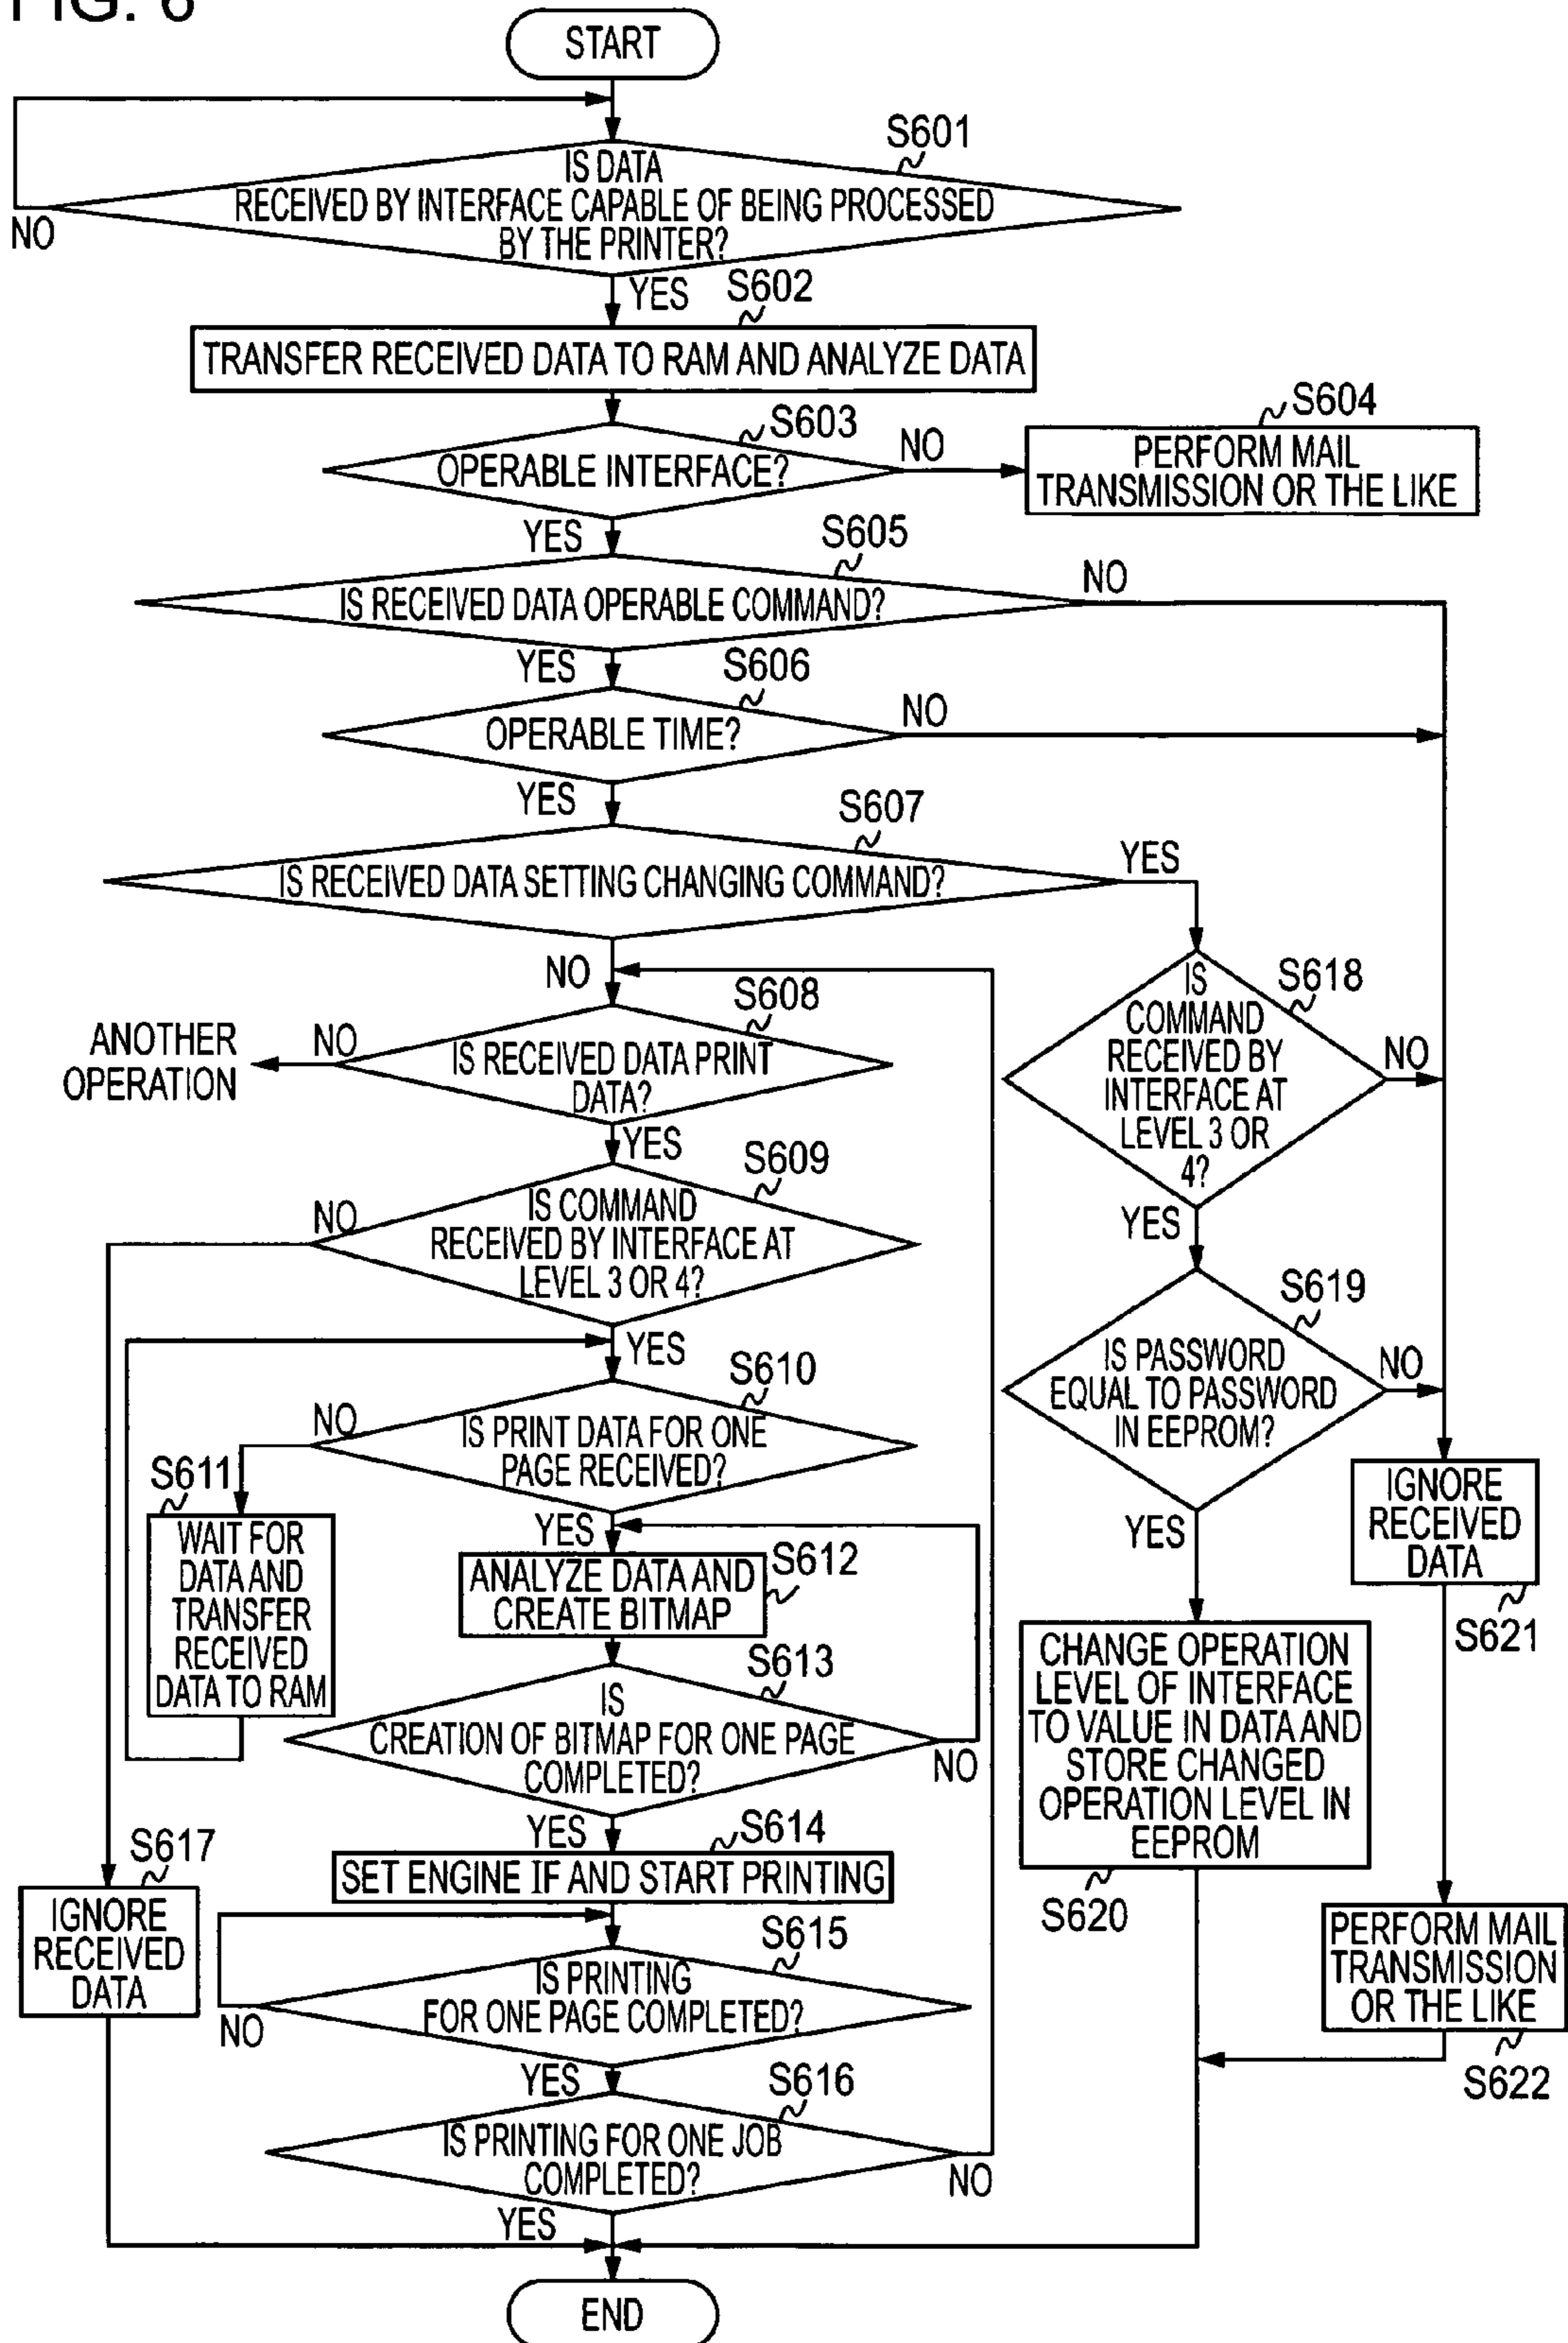 FIG. 6
START
S601
IS DATA
RECEIVED BY INTERFACE CAPABLE OF BEING PROCESSED
BY THE PRINTER?
NO
YES
S602
TRANSFER RECEIVED DATA TO RAM AND ANALYZE DATA
S603
OPERABLE INTERFACE?
NO
S604
PERFORM MAIL
TRANSMISSION OR THE LIKE
YES
S605
IS RECEIVED DATA OPERABLE COMMAND?
NO
YES
S606
OPERABLE TIME?
NO
YES
S607
IS RECEIVED DATA SETTING CHANGING COMMAND?
YES
NO
S608
IS RECEIVED DATA PRINT
DATA?
NO
ANOTHER
OPERATION
YES
S609
IS COMMAND
RECEIVED BY INTERFACE AT
LEVEL 3 OR 4?
NO
YES
S610
IS PRINT DATA FOR ONE
PAGE RECEIVED?
NO
S611
WAIT FOR
DATA AND
TRANSFER
RECEIVED
DATA TO RAM
YES
S612
ANALYZE DATA AND
CREATE BITMAP
S613
IS
CREATION OF BITMAP FOR ONE PAGE
COMPLETED?
NO
YES
S614
SET ENGINE IF AND START PRINTING
S615
IS PRINTING
FOR ONE PAGE COMPLETED?
NO
YES
S616
IS PRINTING FOR ONE JOB
COMPLETED?
NO
YES
S617
IGNORE
RECEIVED
DATA
S618
IS
COMMAND
RECEIVED BY
INTERFACE AT
LEVEL 3 OR
4?
NO
YES
S619
IS PASSWORD
EQUAL TO PASSWORD
IN EEPROM?
NO
YES
CHANGE OPERATION
LEVEL OF INTERFACE
TO VALUE IN DATA AND
STORE CHANGED
OPERATION LEVEL IN
EEPROM
S620
IGNORE
RECEIVED
DATA
S621
PERFORM MAIL
TRANSMISSION
OR THE LIKE
S622
END